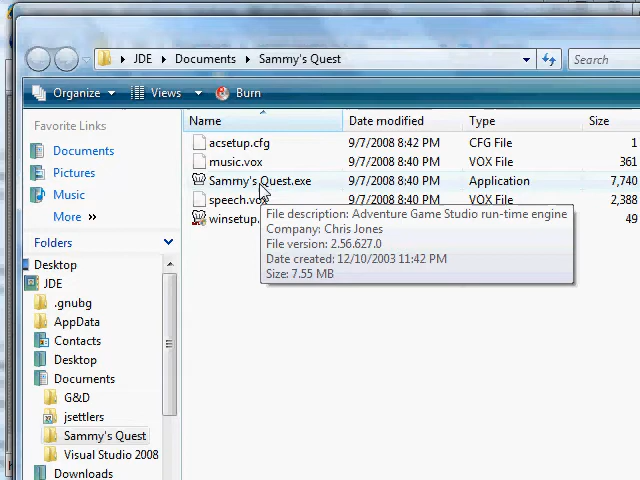 JDE Documents Sammy's Quest
Search
Organize Views Burn
Favorite Links
Documents
Pictures
Music
More »
Folders
Desktop
JDE
.gnubg
AppData
Contacts
Desktop
Documents
G&D
jsettlers
Sammy's Quest
Visual Studio 2008
Downloads
Name Date modified Type Size
acsetup.cfg 9/7/2008 8:42 PM CFG File 1
music.vox 9/7/2008 8:40 PM VOX File 361
Sammy's Quest.exe 9/7/2008 8:40 PM Application 7,740
speech.vox 9/7/2008 8:40 PM VOX File 2,388
winsetup. 49
File description: Adventure Game Studio run-time engine
Company: Chris Jones
File version: 2.56.627.0
Date created: 12/10/2003 11:42 PM
Size: 7.55 MB